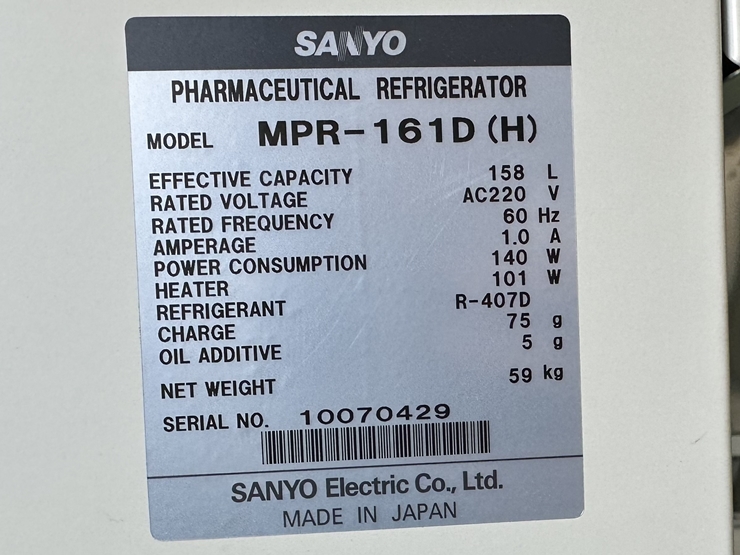 SANYO
PHARMACEUTICAL REFRIGERATOR
MODEL MPR-161D (H)
EFFECTIVE CAPACITY 158 L
RATED VOLTAGE AC220 V
RATED FREQUENCY 60 Hz
AMPERAGE 1.0 A
POWER CONSUMPTION 140 W
HEATER 101 W
REFRIGERANT R-407D
CHARGE 75 g
OIL ADDITIVE 5 g
NET WEIGHT 59 kg
SERIAL NO. 10070429
SANYO Electric Co., Ltd.
MADE IN JAPAN